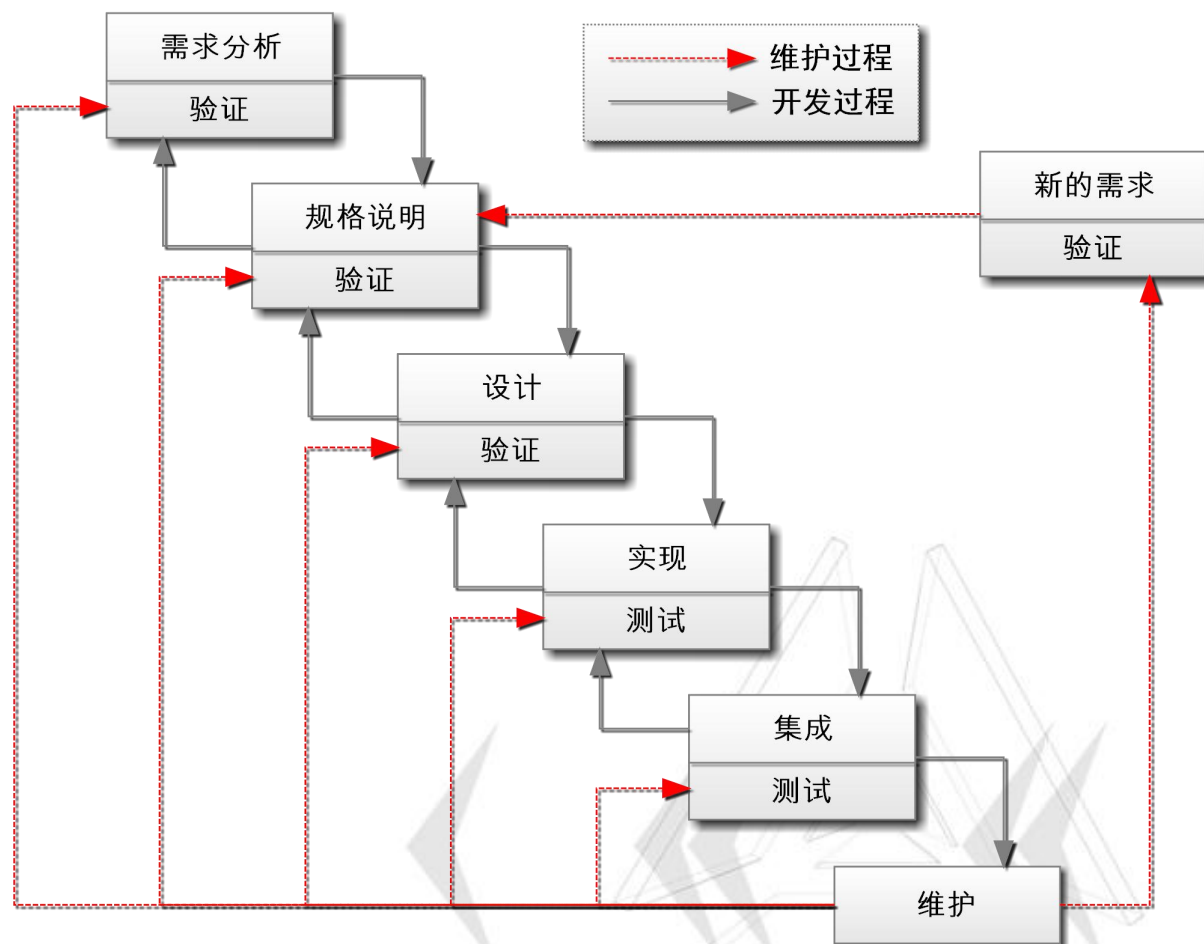 需求分析
验证
维护过程
开发过程
新的需求
验证
规格说明
验证
设计
验证
实现
测试
集成
测试
维护